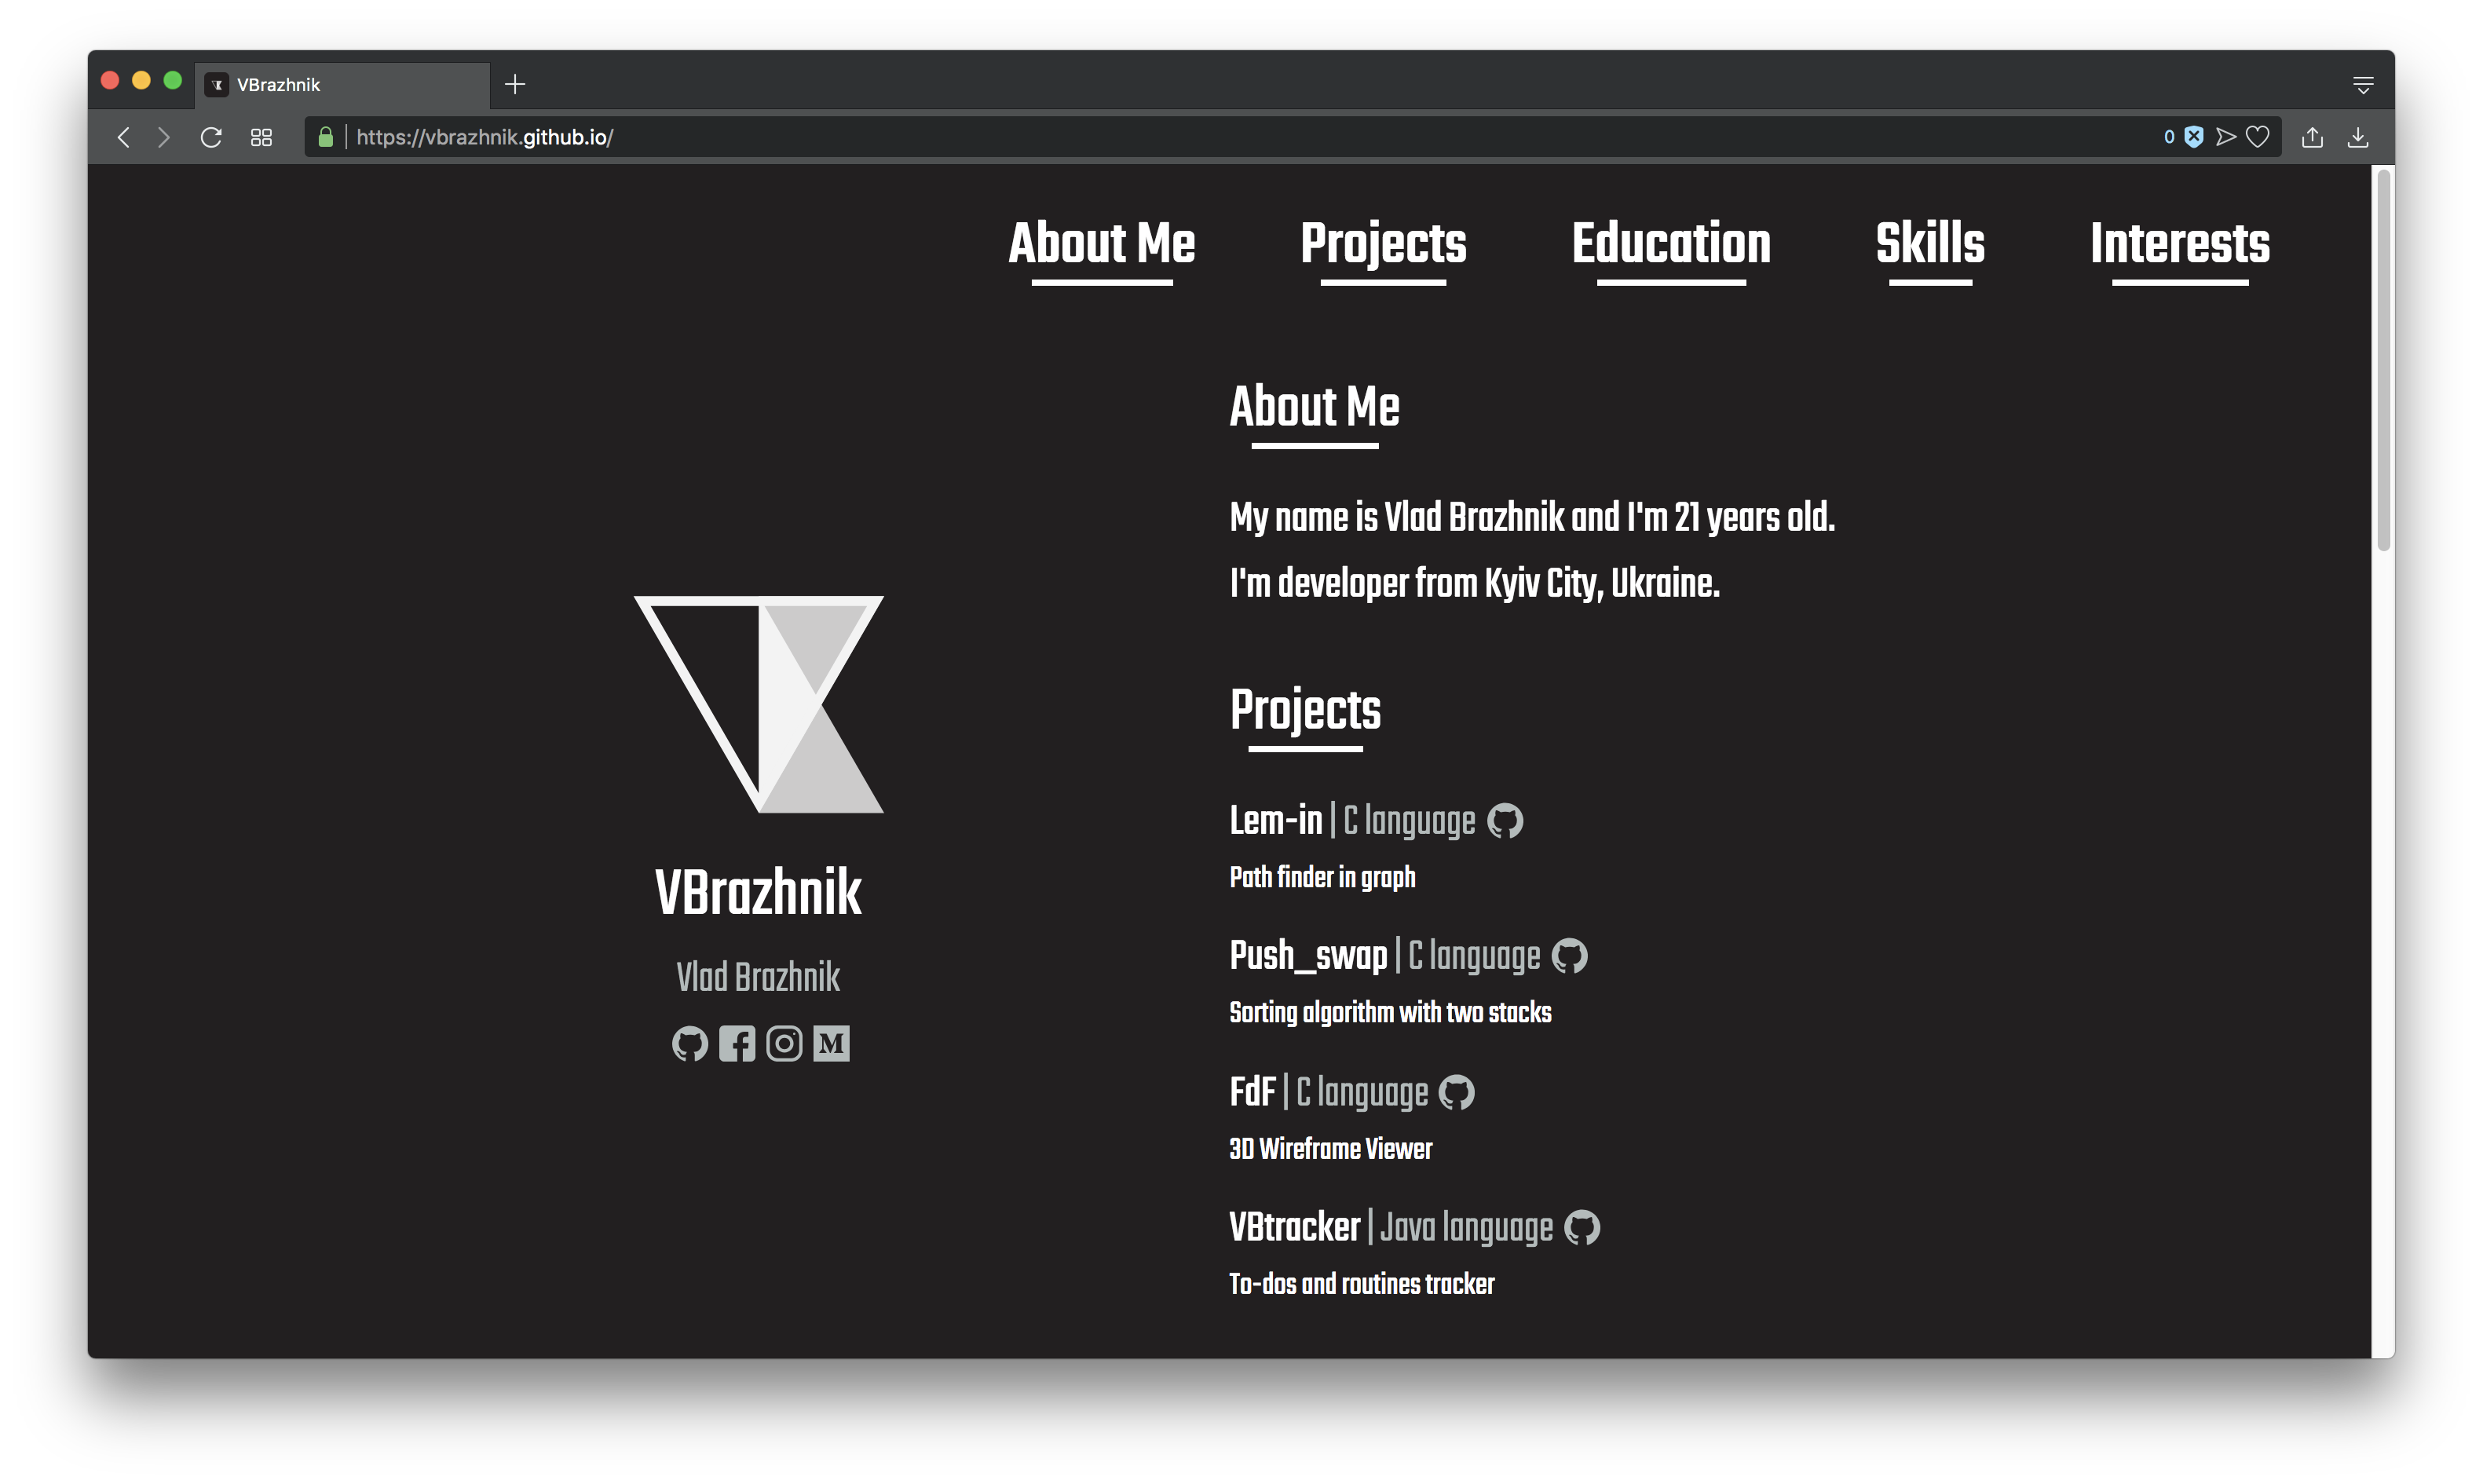 VBrazhnik
https://vbrazhnik.github.io/
0
About Me Projects Education Skills Interests
About Me
My name is Vlad Brazhnik and I'm 21 years old.
I'm developer from Kyiv City, Ukraine.
VBrazhnik
Vlad Brazhnik
M
Projects
Lem-in | C language
Path finder in graph
Push_swap | C language
Sorting algorithm with two stacks
FdF | C language
3D Wireframe Viewer
VBtracker | Java language
To-dos and routines tracker